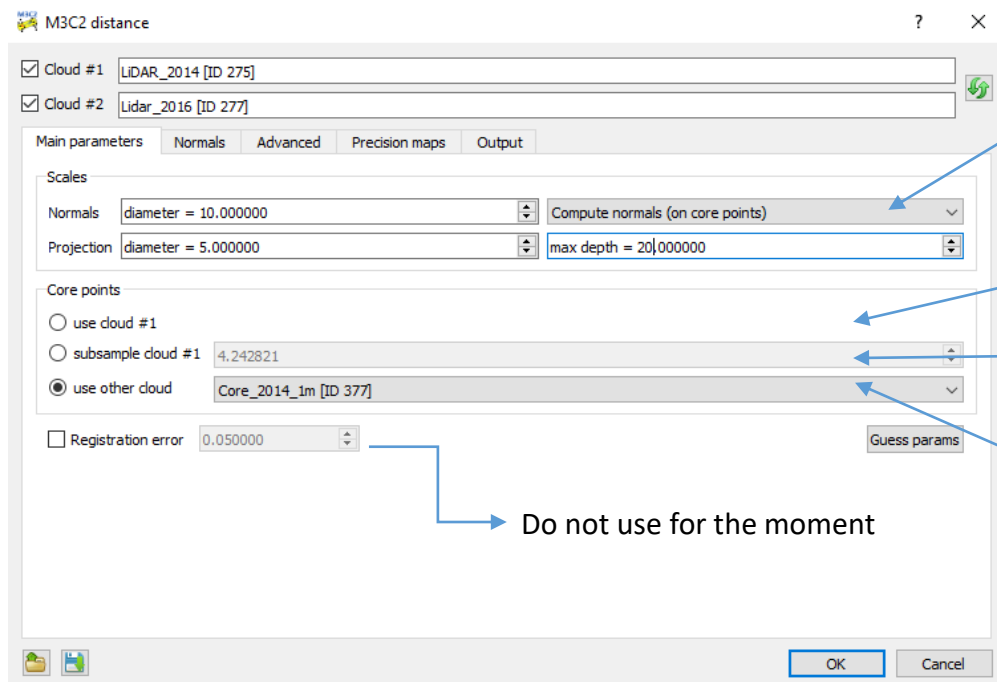 M3C2 distance ? ×
Cloud #1 LiDAR_2014 [ID 275]
Cloud #2 Lidar_2016 [ID 277]
Main parameters Normals Advanced Precision maps Output
Scales
Normals diameter = 10.000000 Compute normals (on core points)
Projection diameter = 5.000000 max depth = 20.000000
Core points
use cloud #1
subsample cloud #1 4.242821
use other cloud Core_2014_1m [ID 377]
Registration error 0.050000 Guess params
Do not use for the moment
OK Cancel